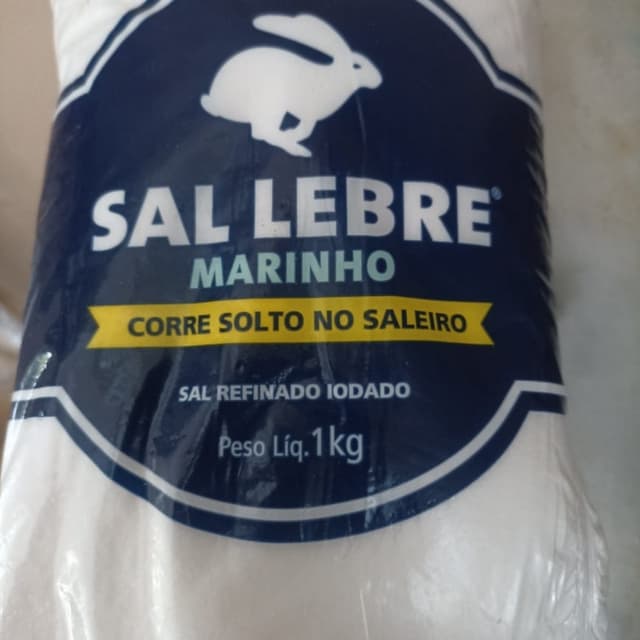 SAL LEBRE®
MARINHO
CORRE SOLTO NO SALEIRO
SAL REFINADO IODADO
Peso Líq.1kg